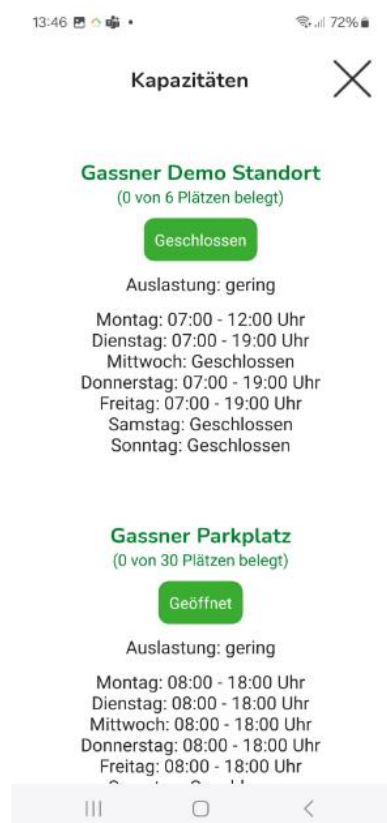 13:46
72%
Kapazitäten
Gassner Demo Standort
(0 von 6 Plätzen belegt)
Geschlossen
Auslastung: gering
Montag: 07:00 - 12:00 Uhr
Dienstag: 07:00 - 19:00 Uhr
Mittwoch: Geschlossen
Donnerstag: 07:00 - 19:00 Uhr
Freitag: 07:00 - 19:00 Uhr
Samstag: Geschlossen
Sonntag: Geschlossen
Gassner Parkplatz
(0 von 30 Plätzen belegt)
Geöffnet
Auslastung: gering
Montag: 08:00 - 18:00 Uhr
Dienstag: 08:00 - 18:00 Uhr
Mittwoch: 08:00 - 18:00 Uhr
Donnerstag: 08:00 - 18:00 Uhr
Freitag: 08:00 - 18:00 Uhr